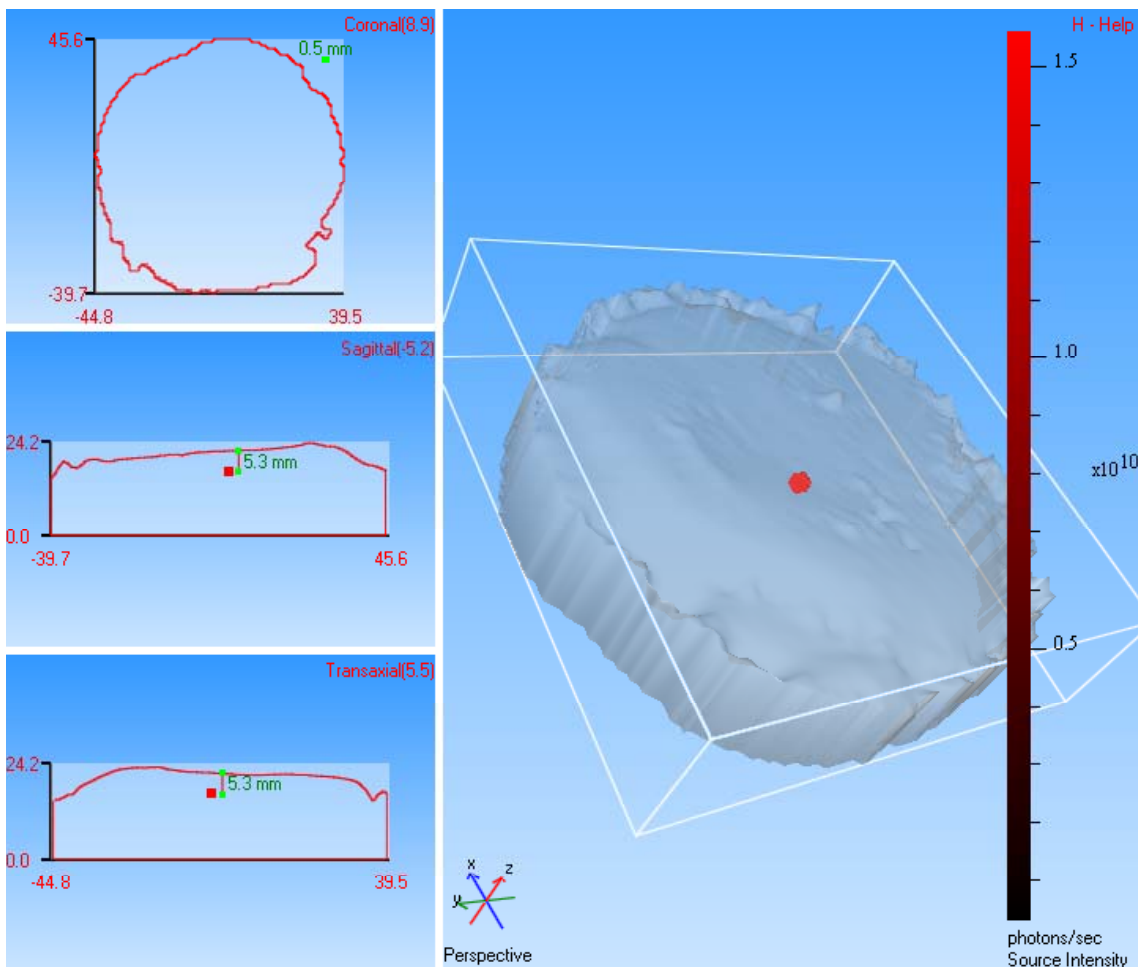 Coronal(8.9)
45.6
0.5 mm
-39.7
-44.8
39.5
Sagittal(-5.2)
24.2
5.3 mm
0.0
-39.7
45.6
Transaxial(5.5)
24.2
5.3 mm
0.0
-44.8
39.5
H - Help
1.5
1.0
x10^10
0.5
x
z
y
Perspective
photons/sec
Source Intensity